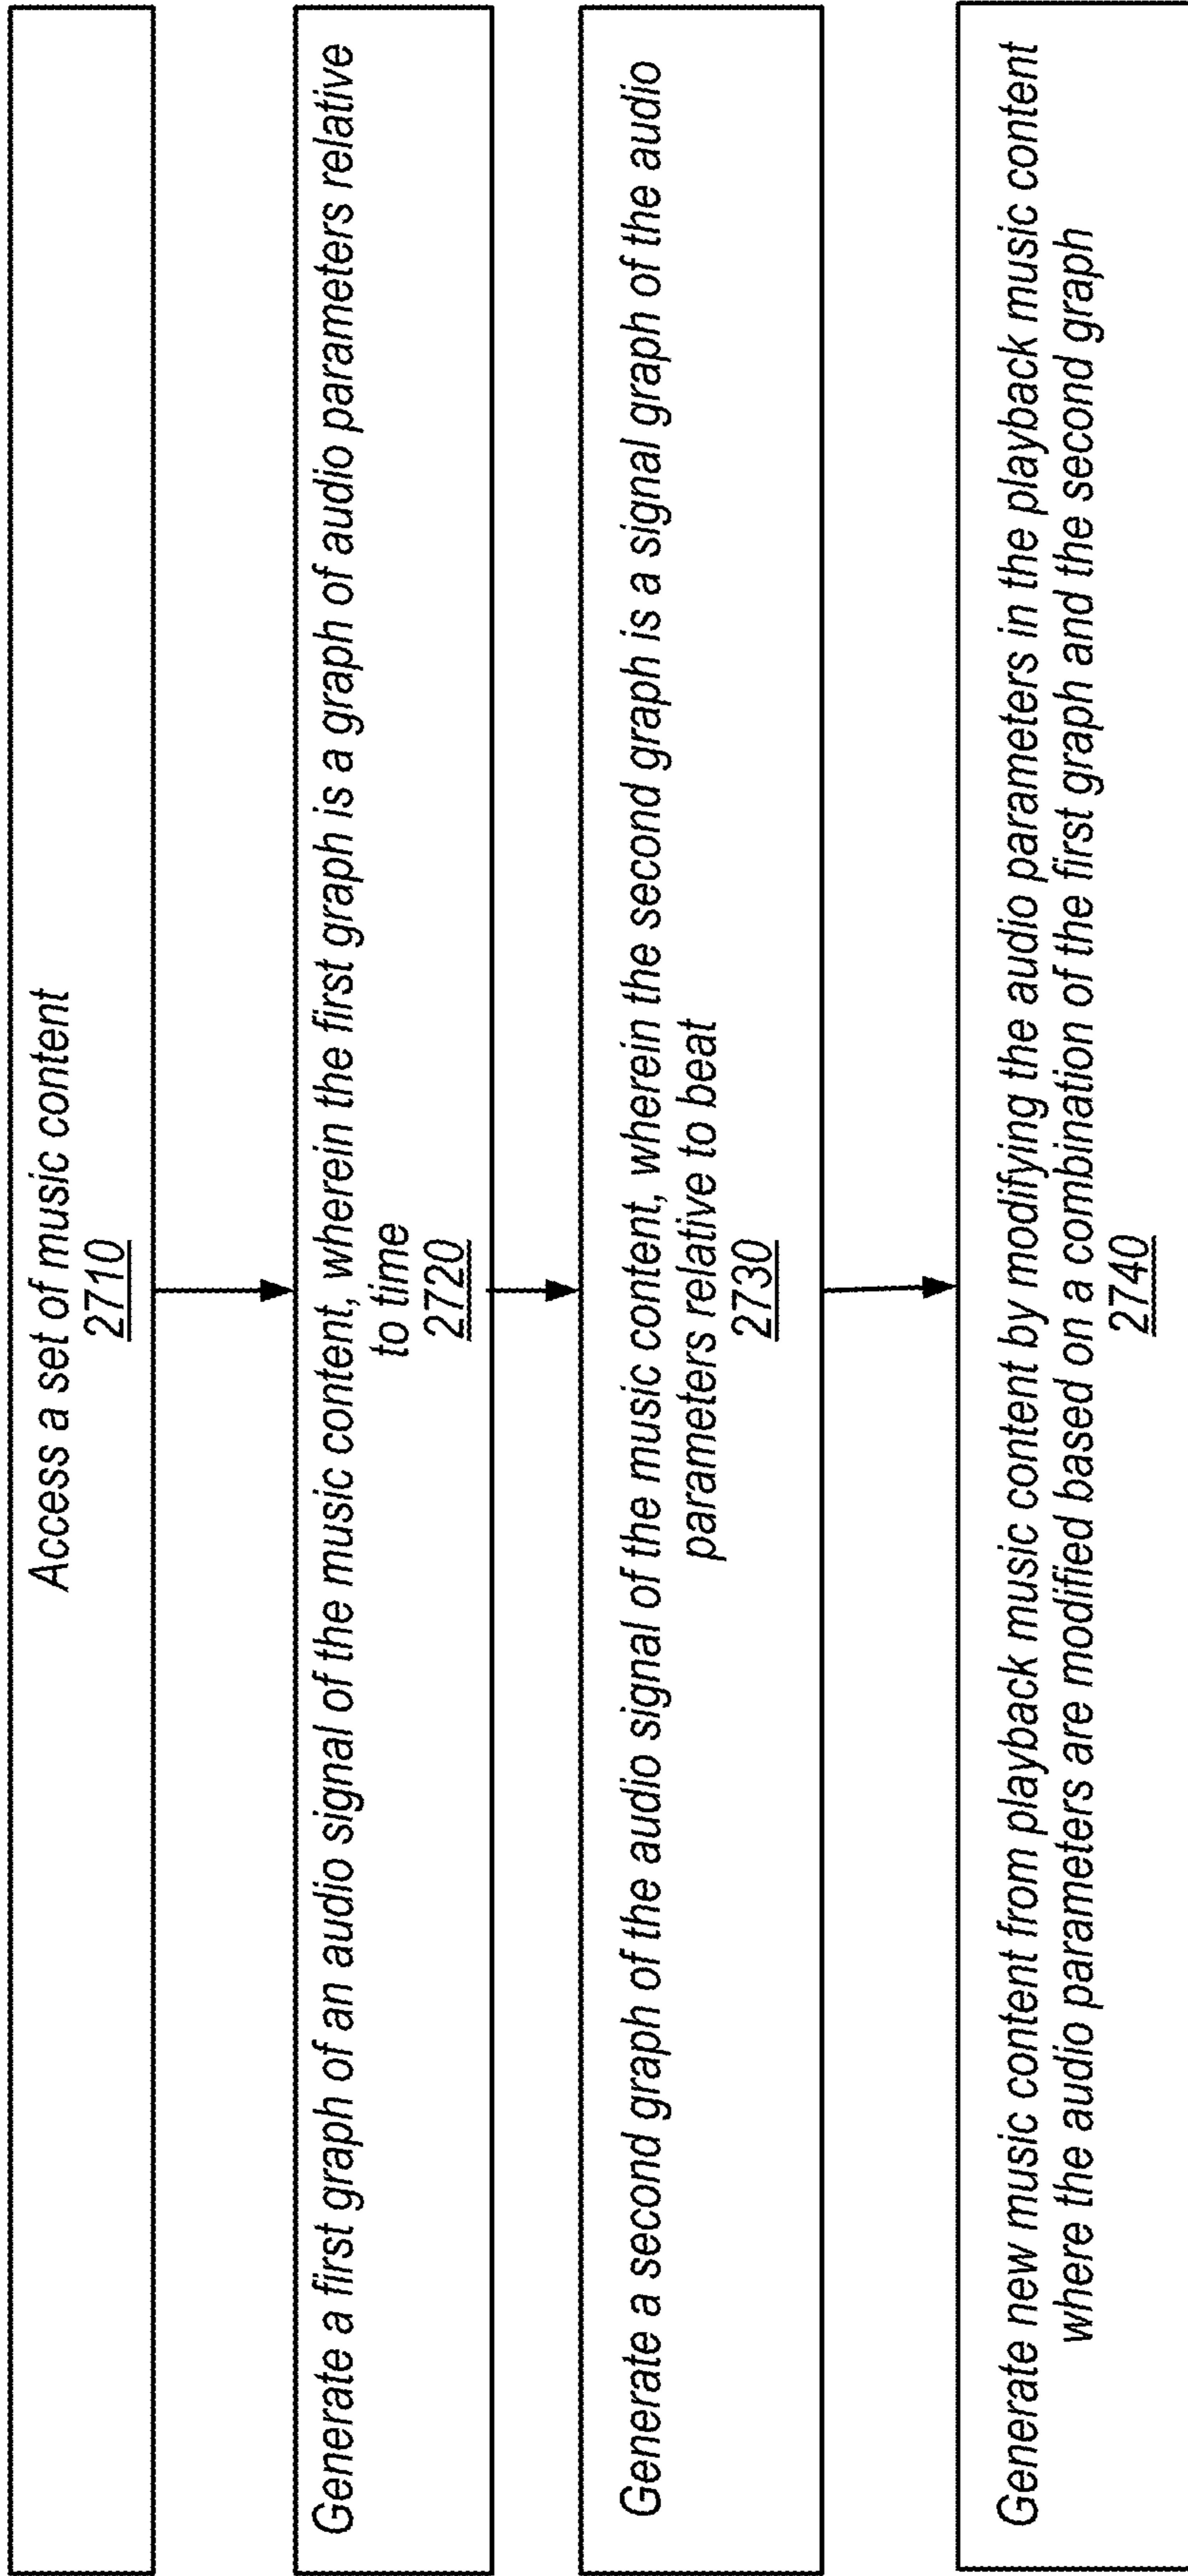 Access a set of music content
2710
Generate a first graph of an audio signal of the music content, wherein the first graph is a graph of audio parameters relative
to time
2720
Generate a second graph of the audio signal of the music content, wherein the second graph is a signal graph of the audio
parameters relative to beat
2730
Generate new music content from playback music content by modifying the audio parameters in the playback music content
where the audio parameters are modified based on a combination of the first graph and the second graph
2740